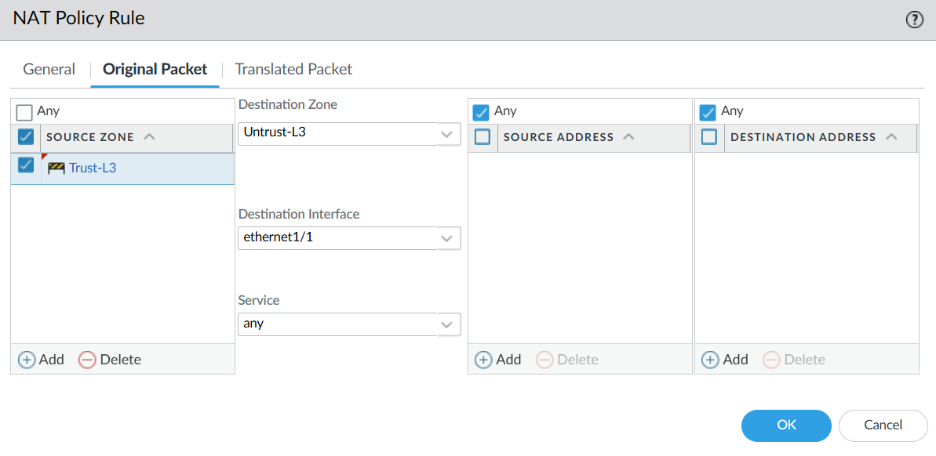 NAT Policy Rule
General
Original Packet
Translated Packet
Any
SOURCE ZONE
Trust-L3
Add
Delete
Destination Zone
Untrust-L3
Destination Interface
ethernet1/1
Service
any
Any
SOURCE ADDRESS
Add
Delete
Any
DESTINATION ADDRESS
Add
Delete
OK
Cancel